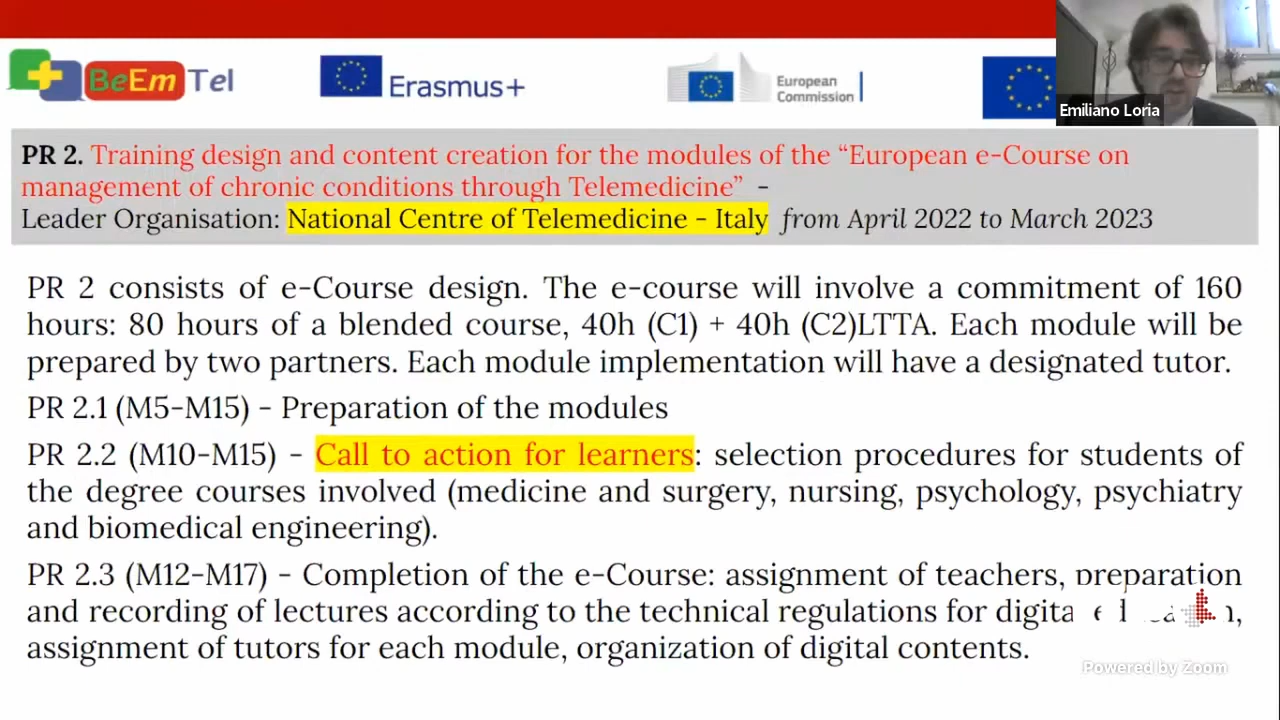 BeEm Tel
Erasmus+
European
Commission
Emiliano Loria
PR 2. Training design and content creation for the modules of the “European e-Course on
management of chronic conditions through Telemedicine” -
Leader Organisation: National Centre of Telemedicine - Italy from April 2022 to March 2023
PR 2 consists of e-Course design. The e-course will involve a commitment of 160
hours: 80 hours of a blended course, 40h (C1) + 40h (C2)LTTA. Each module will be
prepared by two partners. Each module implementation will have a designated tutor.
PR 2.1 (M5-M15) - Preparation of the modules
PR 2.2 (M10-M15) - Call to action for learners: selection procedures for students of
the degree courses involved (medicine and surgery, nursing, psychology, psychiatry
and biomedical engineering).
PR 2.3 (M12-M17) - Completion of the e-Course: assignment of teachers, preparation
and recording of lectures according to the technical regulations for digital
assignment of tutors for each module, organization of digital contents.
Powered by Zoom